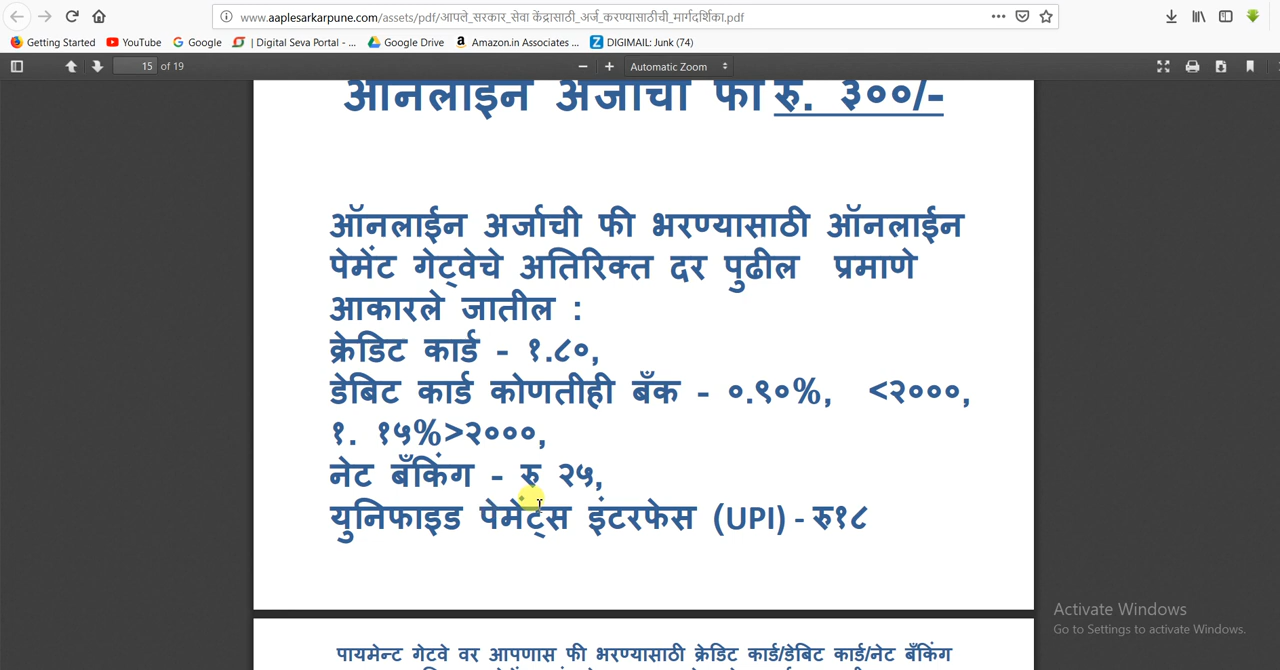 www.aaplesarkarpune.com/assets/pdf/आपले_सरकार_सेवा केंद्रासाठी_अर्ज_करण्यासाठीची_मार्गदर्शिका.pdf
Getting Started YouTube Google | Digital Seva Portal - ... Google Drive Amazon.in Associates ... DIGIMAIL: Junk (74)
15 of 19 Automatic Zoom
ऑनलाईन अर्जाची फी रु. ३००/-
ऑनलाईन अर्जाची फी भरण्यासाठी ऑनलाईन
पेमेंट गेट्वेचे अतिरिक्त दर पुढील प्रमाणे
आकारले जातील :
क्रेडिट कार्ड - १.८०,
डेबिट कार्ड कोणतीही बँक - ०.९०%, <२०००,
१. १५%>२०००,
नेट बँकिंग - रु २५,
युनिफाइड पेमेंट्स इंटरफेस (UPI) - रु१८
Activate Windows
Go to Settings to activate Windows.
पायमेन्ट गेटवे वर आपणास फी भरण्यासाठी क्रेडिट कार्ड/डेबिट कार्ड/नेट बँकिंग